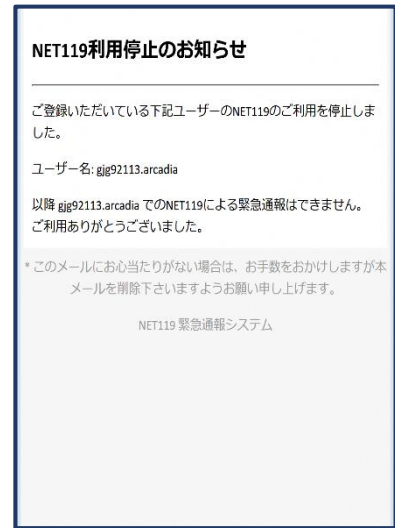 NET119利用停止のお知らせ
ご登録いただいている下記ユーザーのNET119のご利用を停止しま
した。
ユーザー名: gjg92113.arcadia
以降 gjg92113.arcadia でのNET119による緊急通報はできません。
ご利用ありがとうございました。
* このメールにお心当たりがない場合は、お手数をおかけしますが本
メールを削除下さいますようお願い申し上げます。
NET119 緊急通報システム